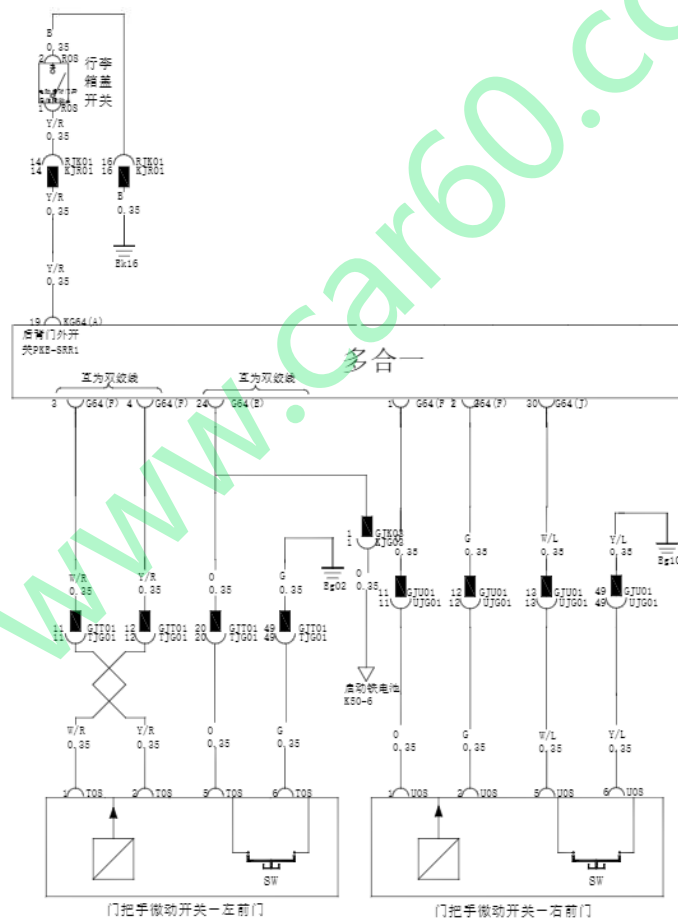 B
0.35
2 R0S
行李
箱盖
开关
1 R0S
Y/R
0.35
14 RJK01
14 KJR01
16 RJK01
16 KJR01
Y/R
0.35
B
0.35
Ek16
Y/R
0.35
19 KG64(A)
后背门外开
关PKE-SRR1
多合一
互为双绞线
互为双绞线
3 G64(F)
4 G64(F)
24 G64(E)
1 G64(F
2 G64(F)
30 G64(J)
1 GJK03
1 KJG03
W/R
0.35
Y/R
0.35
O
0.35
G
0.35
Eg02
O
0.35
0.35
G
0.35
W/L
0.35
Y/L
0.35
Eg10
11 GJT01
11 TJG01
12 GJT01
12 TJG01
20 GJT01
20 TJG01
49 GJT01
49 TJG01
11 GJU01
11 UJG01
12 GJU01
12 UJG01
13 GJU01
13 UJG01
49 GJU01
49 UJG01
启动铁电池
K50-6
W/R
0.35
Y/R
0.35
O
0.35
G
0.35
O
0.35
G
0.35
W/L
0.35
Y/L
0.35
1 T0S
2 T0S
5 T0S
6 T0S
1 U0S
2 U0S
5 U0S
6 U0S
SW
SW
门把手微动开关-左前门
门把手微动开关-右前门
www.car60.co